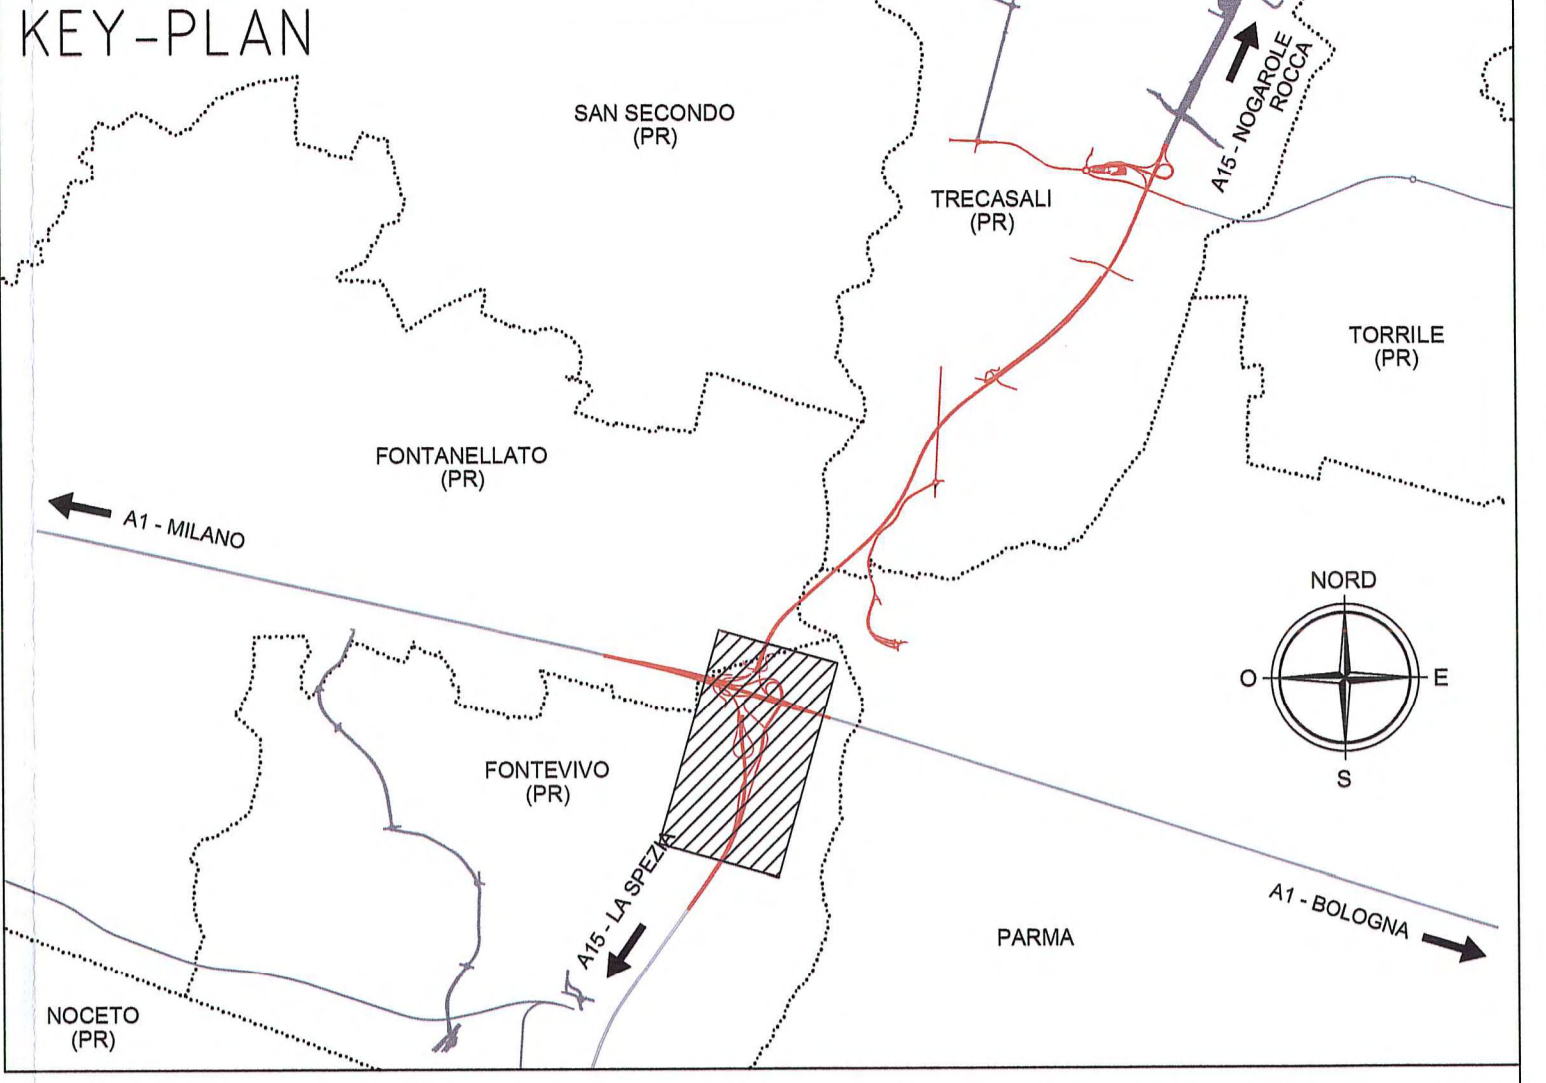 KEY-PLAN
SAN SECONDO
(PR)
A15 - NOGAROLE
ROCCA
TRECASALI
(PR)
TORRILE
(PR)
FONTANELLATO
(PR)
A1 - MILANO
NORD
O
E
S
FONTEVIVO
(PR)
A15 - LA SPEZIA
A1 - BOLOGNA
PARMA
NOCETO
(PR)